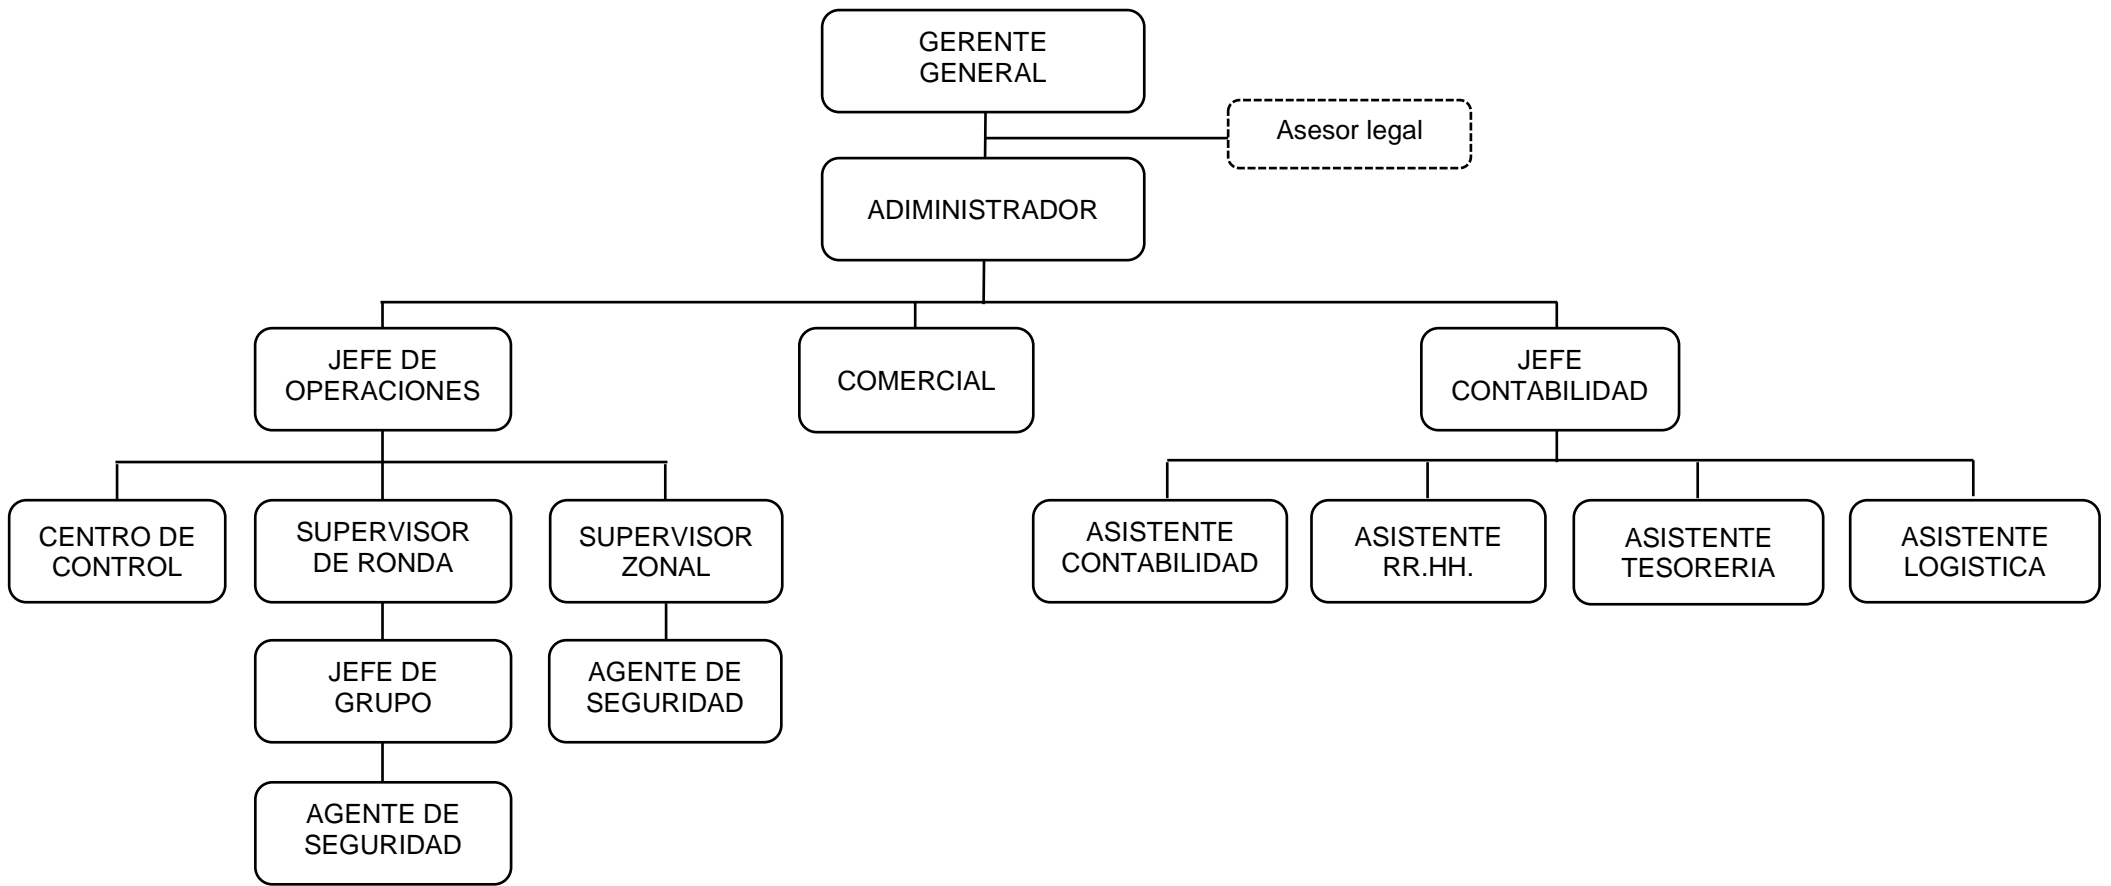 GERENTE
GENERAL
Asesor legal
ADIMINISTRADOR
JEFE DE
OPERACIONES
COMERCIAL
JEFE
CONTABILIDAD
CENTRO DE
CONTROL
SUPERVISOR
DE RONDA
SUPERVISOR
ZONAL
ASISTENTE
CONTABILIDAD
ASISTENTE
RR.HH.
ASISTENTE
TESORERIA
ASISTENTE
LOGISTICA
JEFE DE
GRUPO
AGENTE DE
SEGURIDAD
AGENTE DE
SEGURIDAD